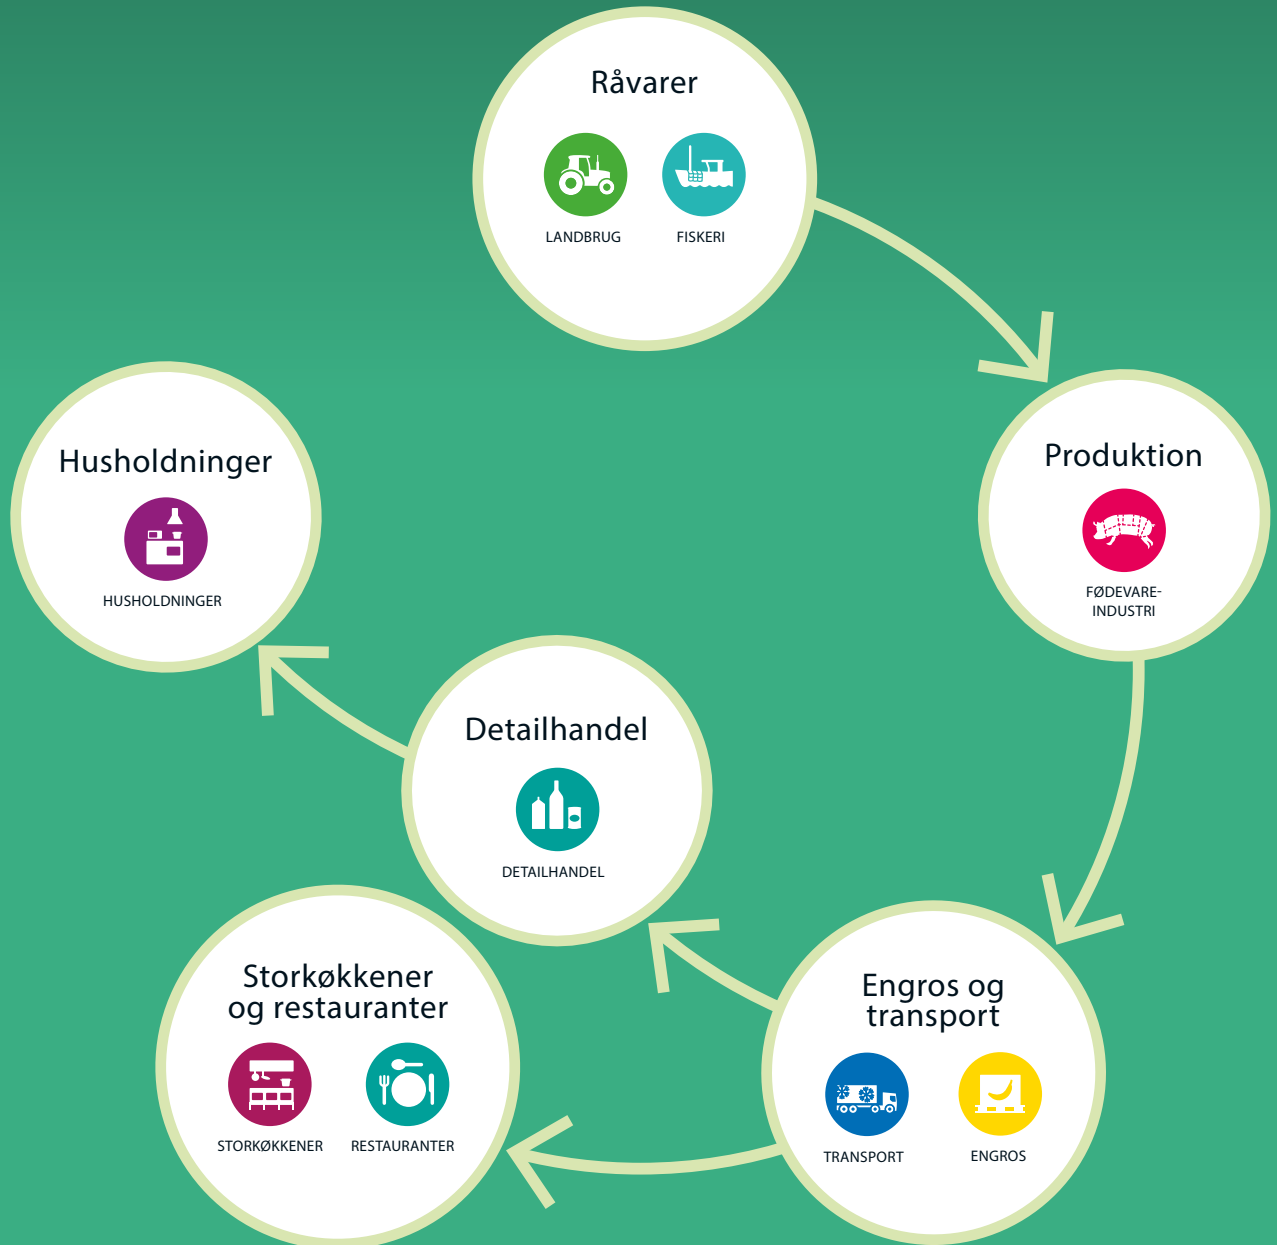 Råvarer
LANDBRUG
FISKERI
Produktion
FØDEVARE-
INDUSTRI
Husholdninger
HUSHOLDNINGER
Detailhandel
DETAILHANDEL
Storkøkkener
og restauranter
STORKØKKENER
RESTAURANTER
Engros og
transport
TRANSPORT
ENGROS